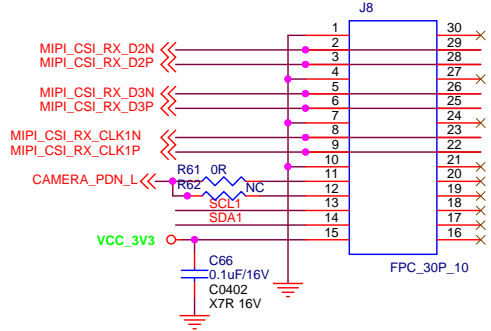 J8
1 30
MIPI_CSI_RX_D2N 2 29
MIPI_CSI_RX_D2P 3 28
4 27
MIPI_CSI_RX_D3N 5 26
MIPI_CSI_RX_D3P 6 25
7 24
MIPI_CSI_RX_CLK1N 8 23
MIPI_CSI_RX_CLK1P 9 22
10 21
CAMERA_PDN_L R61 0R 11 20
R62 NC 12 19
SCL1 13 18
SDA1 14 17
VCC_3V3 15 16
C66 FPC_30P_10
0.1uF/16V
C0402
X7R 16V